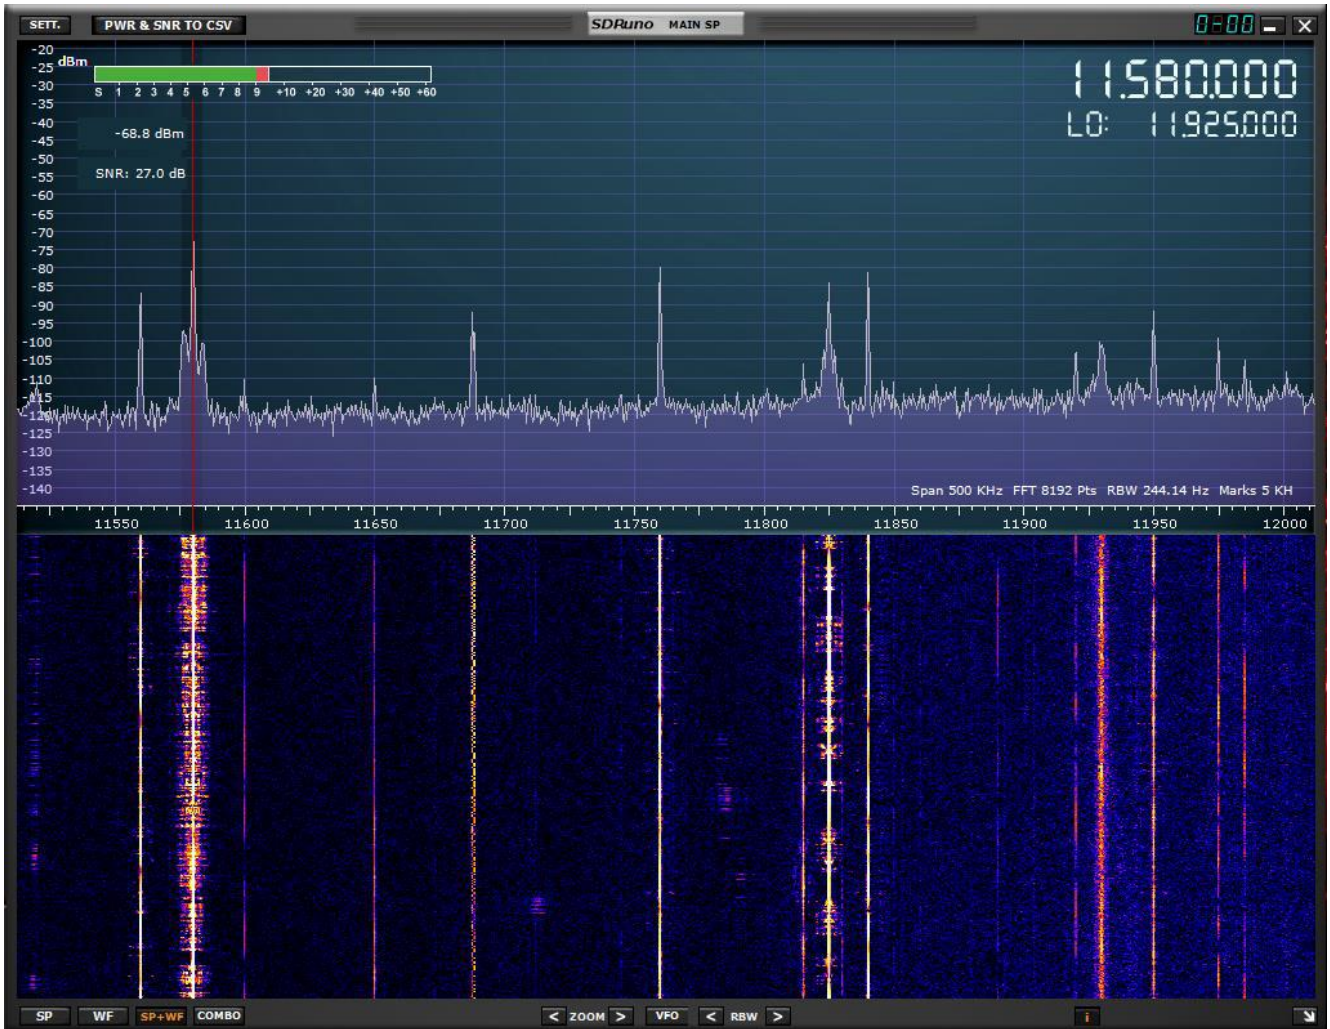 SETT. PWR & SNR TO CSV SDRuno MAIN SP 0-00
-20
dBm
-25
-30
S 1 2 3 4 5 6 7 8 9 +10 +20 +30 +40 +50 +60
-35
11.580.000
-40
-45
-68.8 dBm
LO: 11.925.000
-50
-55
SNR: 27.0 dB
-60
-65
-70
-75
-80
-85
-90
-95
-100
-105
-110
-115
-120
-125
-130
-135
-140
Span 500 KHz FFT 8192 Pts RBW 244.14 Hz Marks 5 KH
11550 11600 11650 11700 11750 11800 11850 11900 11950 12000
SP WF SP+WF COMBO < ZOOM > VFO < RBW > i